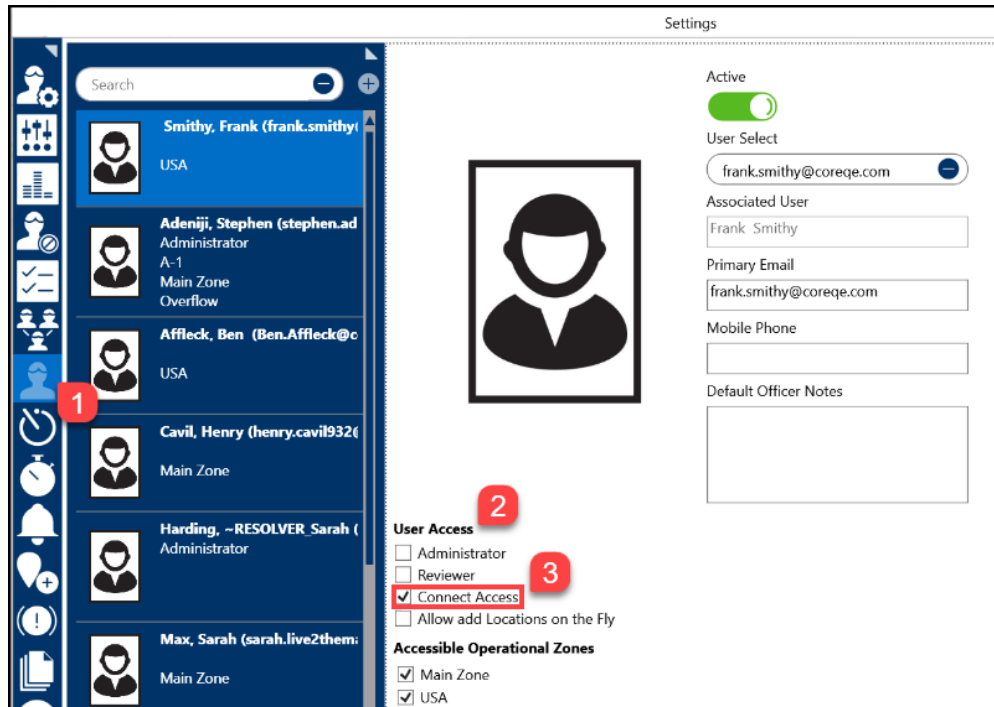 Settings
Search
Smithy, Frank (frank.smithy(
USA
Adeniji, Stephen (stephen.ad
Administrator
A-1
Main Zone
Overflow
Affleck, Ben (Ben.Affleck@c
USA
1
Cavil, Henry (henry.cavil932(
Main Zone
Harding, ~RESOLVER_Sarah (
Administrator
Max, Sarah (sarah.live2them
Main Zone
Active
User Select
frank.smithy@coreqe.com
Associated User
Frank Smithy
Primary Email
frank.smithy@coreqe.com
Mobile Phone
Default Officer Notes
2
User Access
Administrator
Reviewer
3
Connect Access
Allow add Locations on the Fly
Accessible Operational Zones
Main Zone
USA